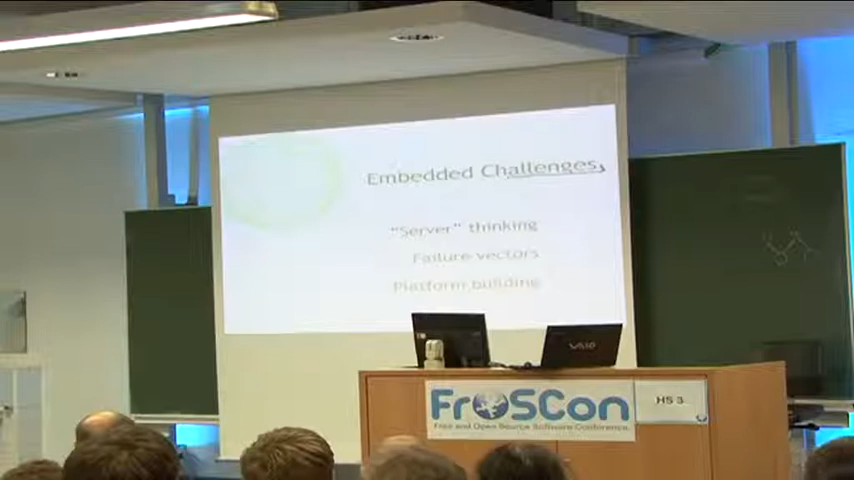 Embedded Challenges
"Server" thinking
Failure vectors
Platform building
VAIO
FrOSCon
Free and Open Source Software Conference
HS 3